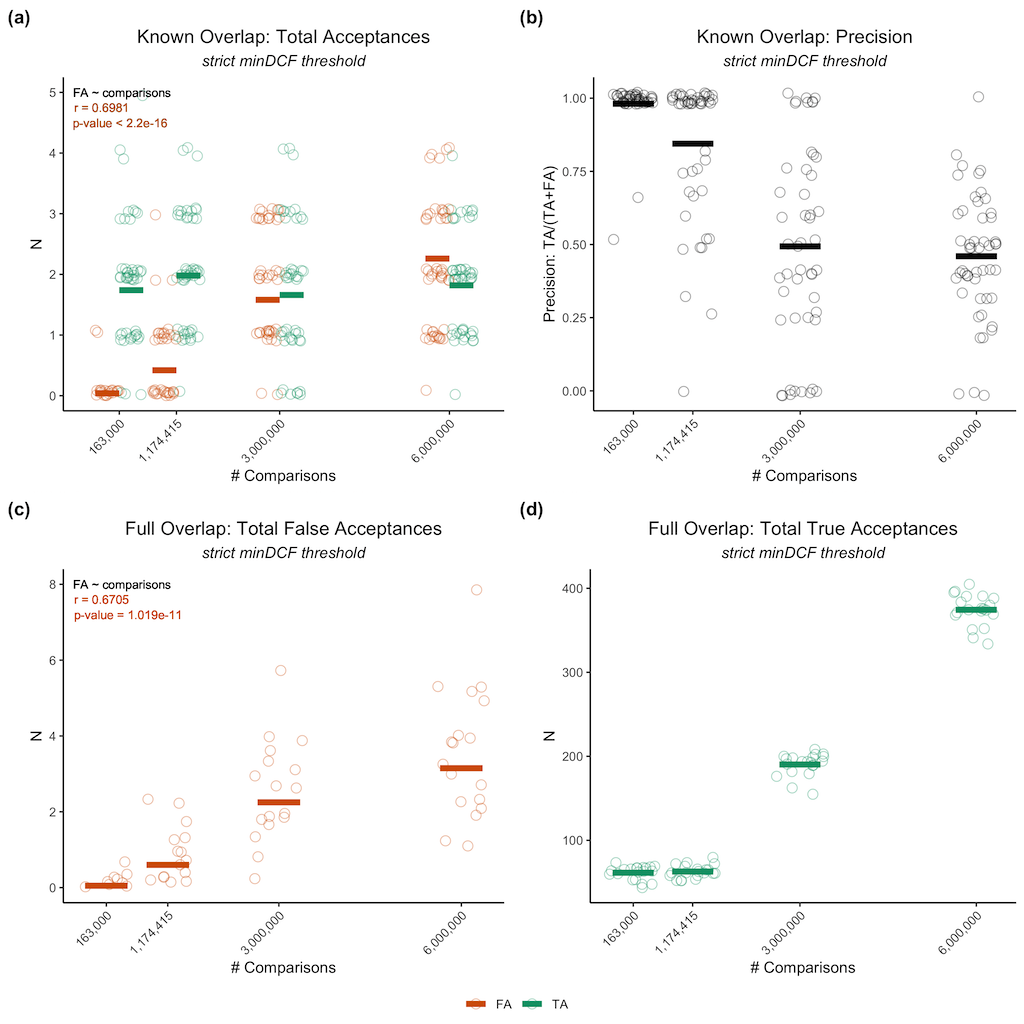 (a)
Known Overlap: Total Acceptances
strict minDCF threshold
FA ~ comparisons
r = 0.6981
p-value < 2.2e-16
N
5
4
3
2
1
0
163,000
1,174,415
3,000,000
6,000,000
# Comparisons
(b)
Known Overlap: Precision
strict minDCF threshold
Precision: TA/(TA+FA)
1.00
0.75
0.50
0.25
0.00
163,000
1,174,415
3,000,000
6,000,000
# Comparisons
(c)
Full Overlap: Total False Acceptances
strict minDCF threshold
FA ~ comparisons
r = 0.6705
p-value = 1.019e-11
N
8
6
4
2
0
163,000
1,174,415
3,000,000
6,000,000
# Comparisons
(d)
Full Overlap: Total True Acceptances
strict minDCF threshold
N
400
300
200
100
163,000
1,174,415
3,000,000
6,000,000
# Comparisons
FA TA